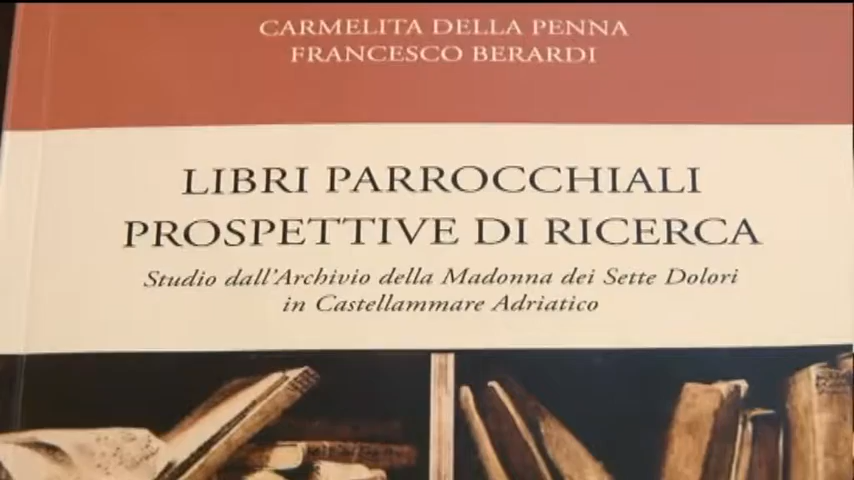 CARMELITA DELLA PENNA
FRANCESCO BERARDI
LIBRI PARROCCHIALI
PROSPETTIVE DI RICERCA
Studio dall'Archivio della Madonna dei Sette Dolori
in Castellammare Adriatico